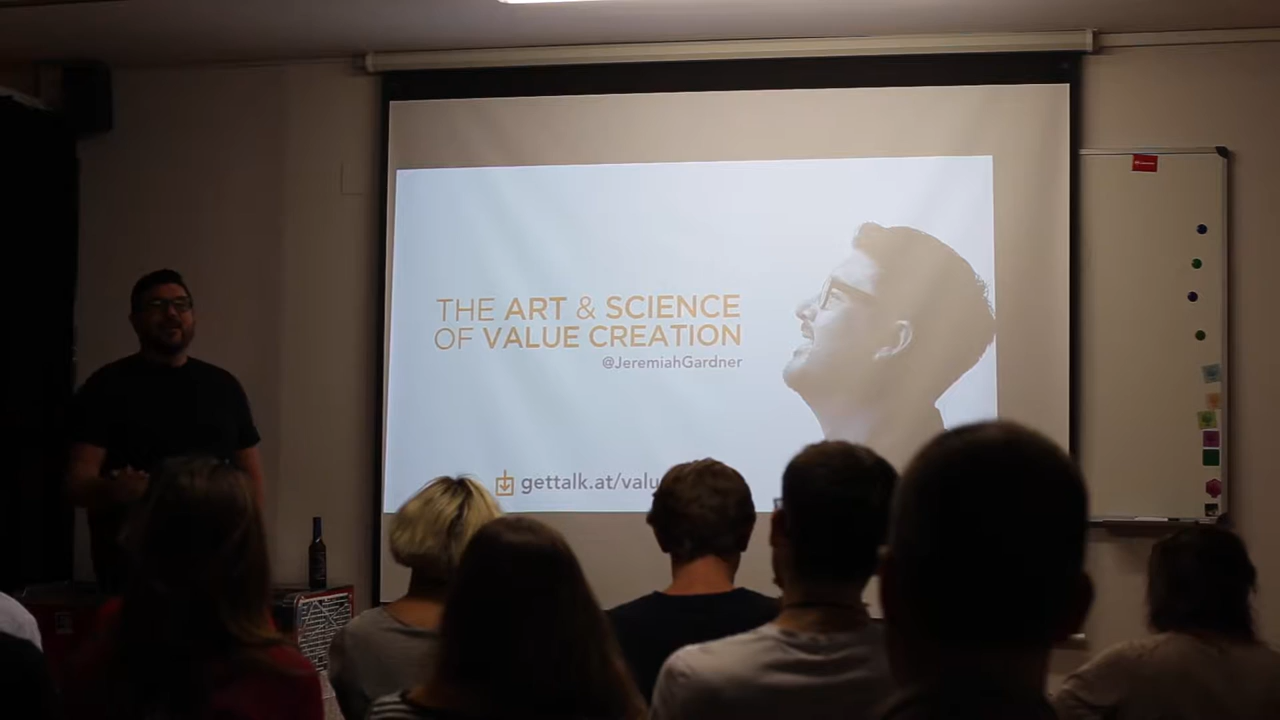 THE ART & SCIENCE
OF VALUE CREATION
@JeremiahGardner
gettalk.at/valu